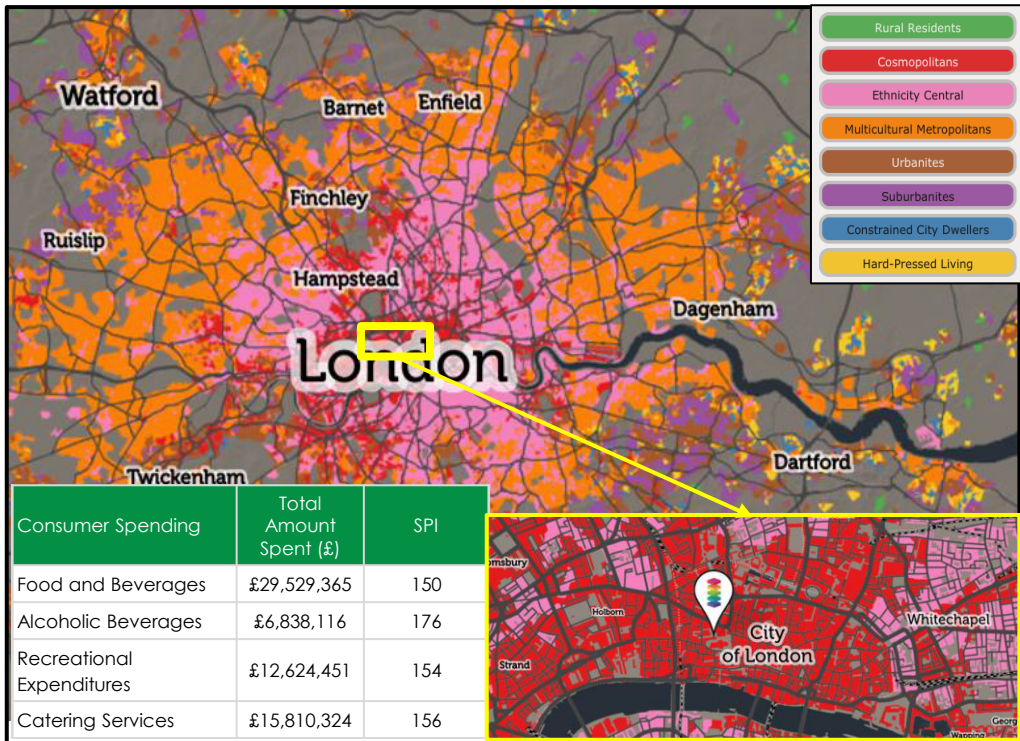 Rural Residents
Cosmopolitans
Ethnicity Central
Multicultural Metropolitans
Urbanites
Suburbanites
Constrained City Dwellers
Hard-Pressed Living
Watford
Barnet
Enfield
Finchley
Ruislip
Hampstead
Dagenham
London
Twickenham
Dartford
Consumer Spending
Total
Amount
Spent (£)
SPI
Food and Beverages £29,529,365 150
Alcoholic Beverages £6,838,116 176
Recreational
Expenditures
£12,624,451 154
Catering Services £15,810,324 156
omsbury
Holborn
Strand
City
of London
Whitechapel
Wapping
Georg